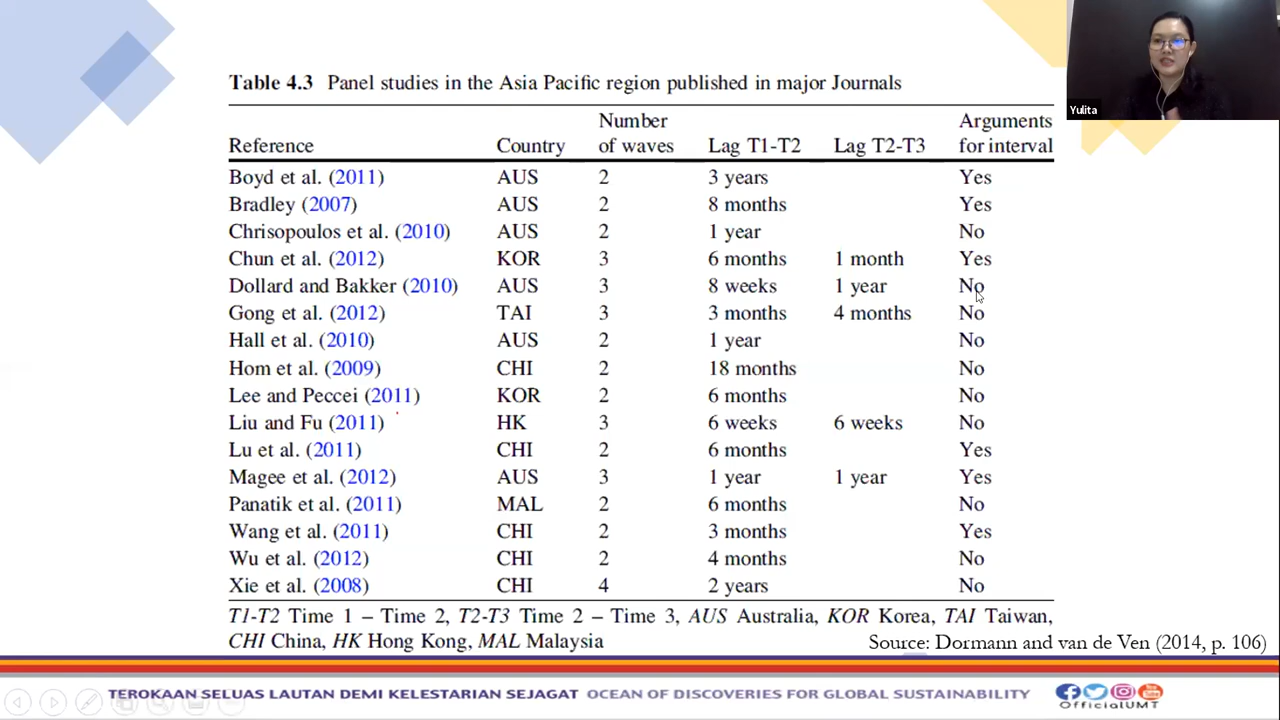 Yulita
Table 4.3 Panel studies in the Asia Pacific region published in major Journals
Reference Country Number of waves Lag T1-T2 Lag T2-T3 Arguments for interval
Boyd et al. (2011) AUS 2 3 years Yes
Bradley (2007) AUS 2 8 months Yes
Chrisopoulos et al. (2010) AUS 2 1 year No
Chun et al. (2012) KOR 3 6 months 1 month Yes
Dollard and Bakker (2010) AUS 3 8 weeks 1 year No
Gong et al. (2012) TAI 3 3 months 4 months No
Hall et al. (2010) AUS 2 1 year No
Hom et al. (2009) CHI 2 18 months No
Lee and Peccei (2011) KOR 2 6 months No
Liu and Fu (2011) HK 3 6 weeks 6 weeks No
Lu et al. (2011) CHI 2 6 months Yes
Magee et al. (2012) AUS 3 1 year 1 year Yes
Panatik et al. (2011) MAL 2 6 months No
Wang et al. (2011) CHI 2 3 months Yes
Wu et al. (2012) CHI 2 4 months No
Xie et al. (2008) CHI 4 2 years No
T1-T2 Time 1 – Time 2, T2-T3 Time 2 – Time 3, AUS Australia, KOR Korea, TAI Taiwan,
CHI China, HK Hong Kong, MAL Malaysia
Source: Dormann and van de Ven (2014, p. 106)
TEROKAAN SELUAS LAUTAN DEMI KELESTARIAN SEJAGAT OCEAN OF DISCOVERIES FOR GLOBAL SUSTAINABILITY
OfficialUMT